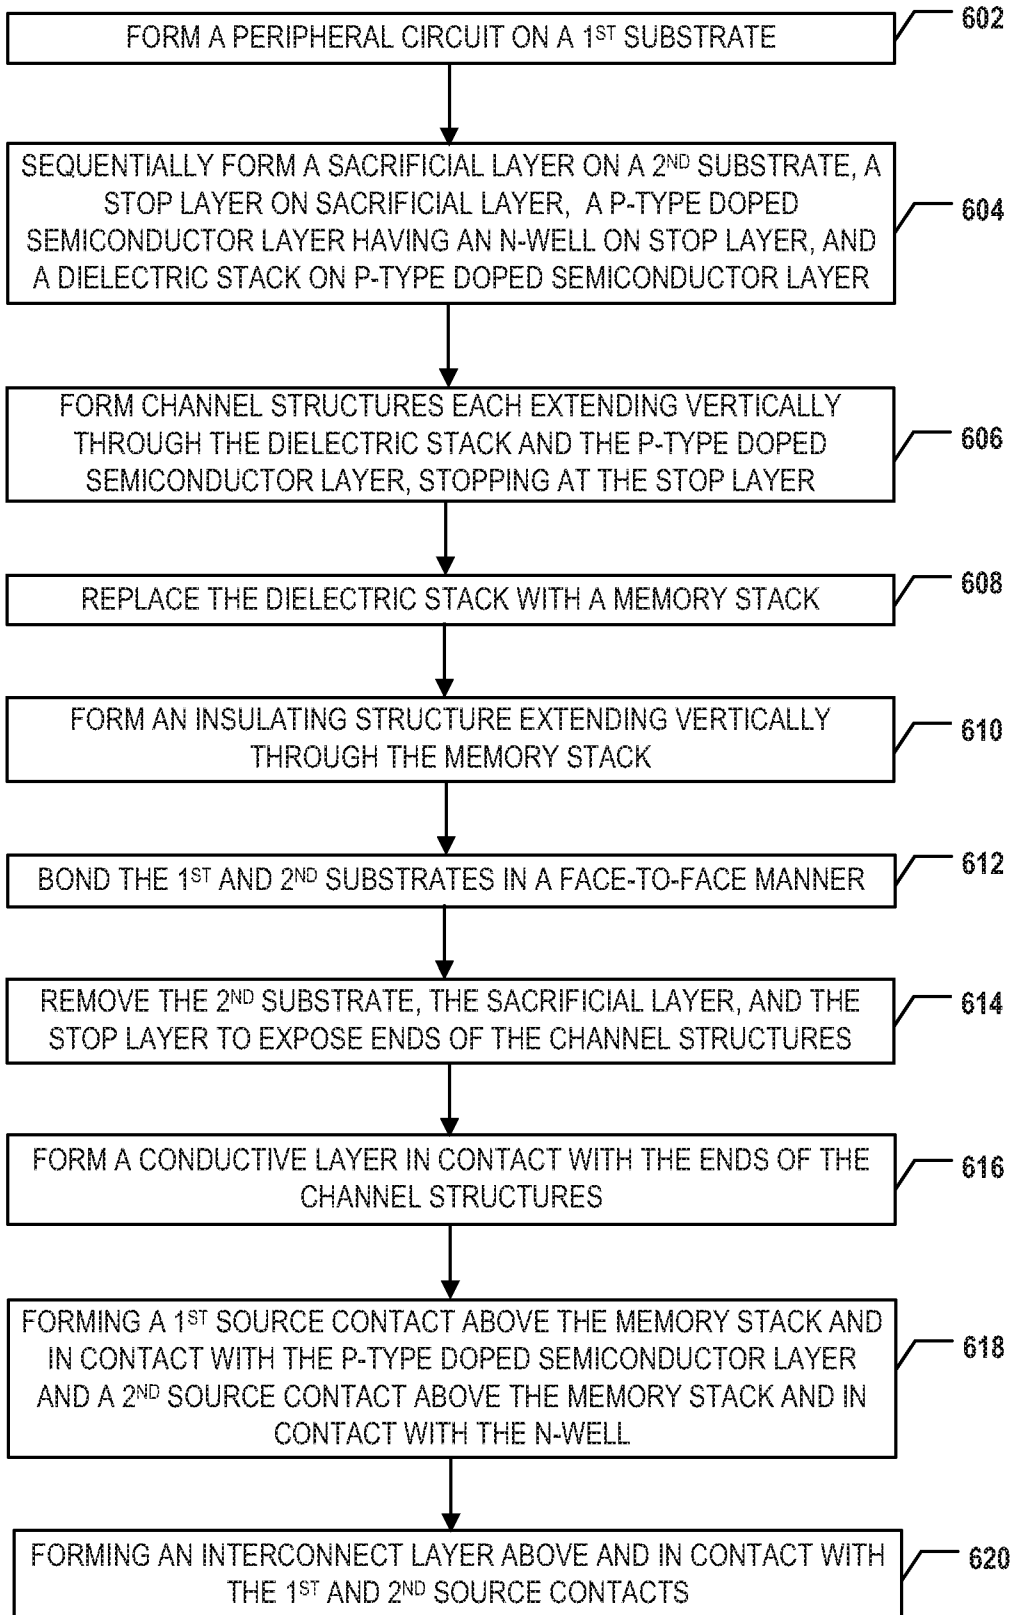 FORM A PERIPHERAL CIRCUIT ON A 1ST SUBSTRATE
602
SEQUENTIALLY FORM A SACRIFICIAL LAYER ON A 2ND SUBSTRATE, A
STOP LAYER ON SACRIFICIAL LAYER, A P-TYPE DOPED
SEMICONDUCTOR LAYER HAVING AN N-WELL ON STOP LAYER, AND
A DIELECTRIC STACK ON P-TYPE DOPED SEMICONDUCTOR LAYER
604
FORM CHANNEL STRUCTURES EACH EXTENDING VERTICALLY
THROUGH THE DIELECTRIC STACK AND THE P-TYPE DOPED
SEMICONDUCTOR LAYER, STOPPING AT THE STOP LAYER
606
REPLACE THE DIELECTRIC STACK WITH A MEMORY STACK
608
FORM AN INSULATING STRUCTURE EXTENDING VERTICALLY
THROUGH THE MEMORY STACK
610
BOND THE 1ST AND 2ND SUBSTRATES IN A FACE-TO-FACE MANNER
612
REMOVE THE 2ND SUBSTRATE, THE SACRIFICIAL LAYER, AND THE
STOP LAYER TO EXPOSE ENDS OF THE CHANNEL STRUCTURES
614
FORM A CONDUCTIVE LAYER IN CONTACT WITH THE ENDS OF THE
CHANNEL STRUCTURES
616
FORMING A 1ST SOURCE CONTACT ABOVE THE MEMORY STACK AND
IN CONTACT WITH THE P-TYPE DOPED SEMICONDUCTOR LAYER
AND A 2ND SOURCE CONTACT ABOVE THE MEMORY STACK AND IN
CONTACT WITH THE N-WELL
618
FORMING AN INTERCONNECT LAYER ABOVE AND IN CONTACT WITH
THE 1ST AND 2ND SOURCE CONTACTS
620